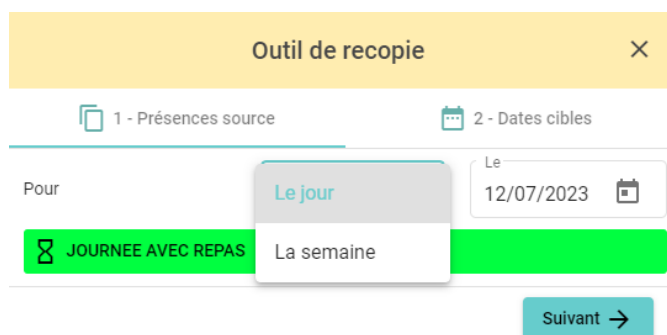 Outil de recopie
1 - Présences source
2 - Dates cibles
Pour
Le jour
La semaine
Le
12/07/2023
JOURNEE AVEC REPAS
Suivant